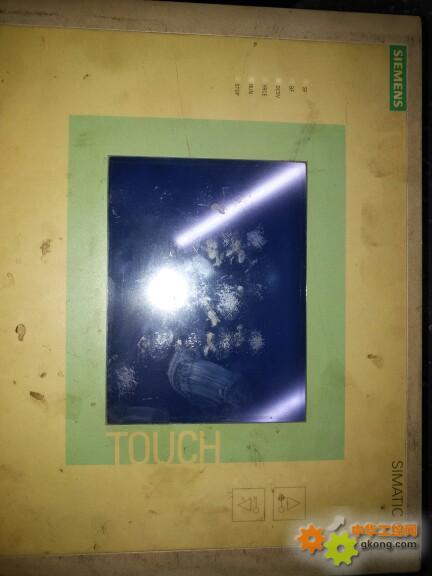 SIEMENS
SF
BF
DC5V
FRCE
RUN
STOP
TOUCH
SIMATIC
中华工控网
gkong.com